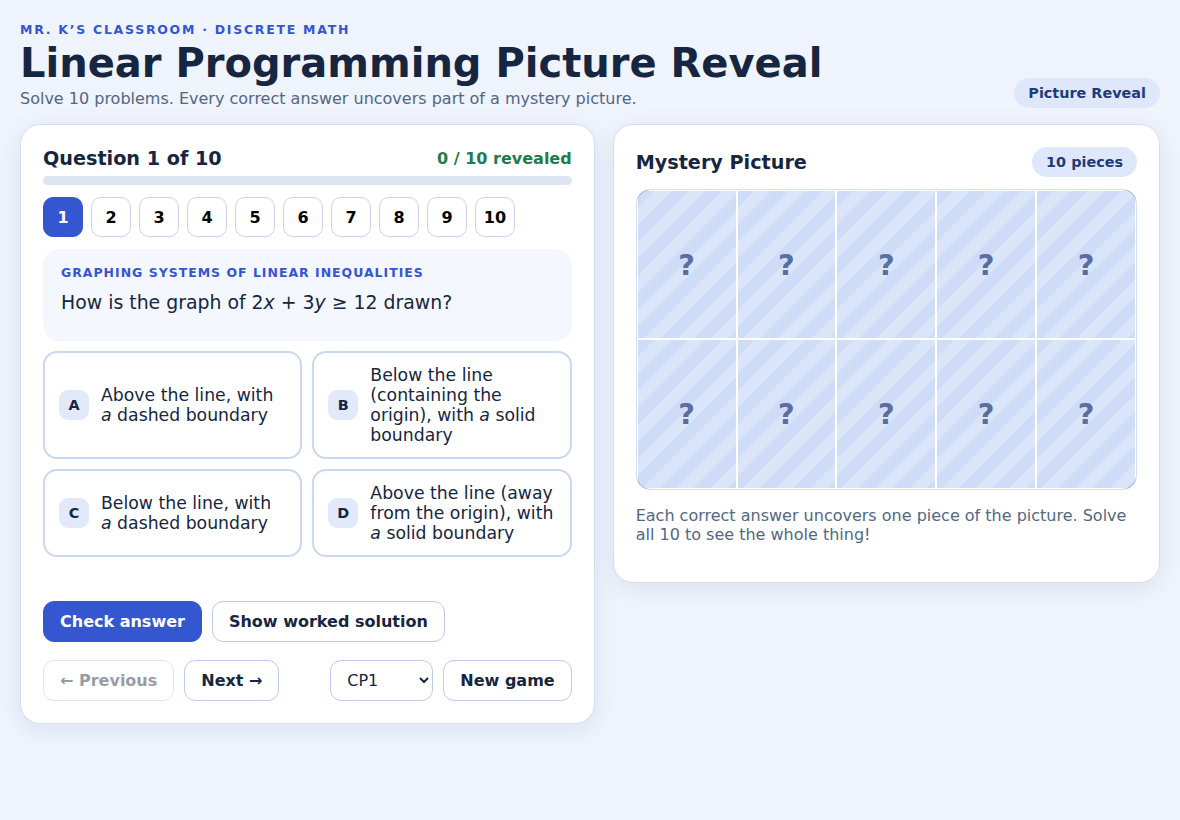 MR. K’S CLASSROOM · DISCRETE MATH
Linear Programming Picture Reveal
Solve 10 problems. Every correct answer uncovers part of a mystery picture.
Picture Reveal
Question 1 of 10
0 / 10 revealed
1 2 3 4 5 6 7 8 9 10
GRAPHING SYSTEMS OF LINEAR INEQUALITIES
How is the graph of 2x + 3y ≥ 12 drawn?
A
Above the line, with
a dashed boundary
B
Below the line
(containing the
origin), with a solid
boundary
C
Below the line, with
a dashed boundary
D
Above the line (away
from the origin), with
a solid boundary
Check answer
Show worked solution
← Previous
Next →
CP1
New game
Mystery Picture
10 pieces
? ? ? ? ?
? ? ? ? ?
Each correct answer uncovers one piece of the picture. Solve
all 10 to see the whole thing!